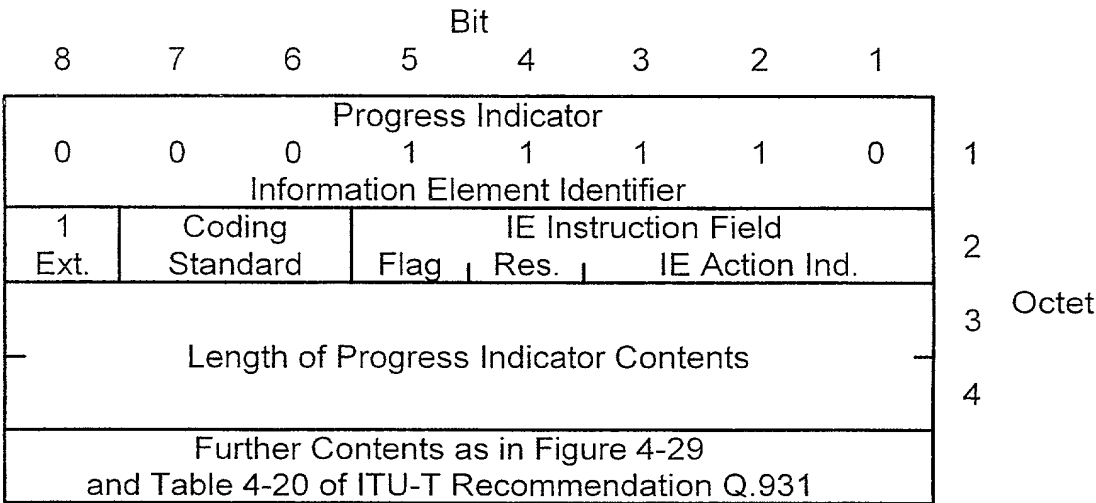 Bit
8 7 6 5 4 3 2 1
Progress Indicator
0 0 0 1 1 1 1 0 1
Information Element Identifier
1 Coding IE Instruction Field
Ext. Standard Flag Res. IE Action Ind. 2
3 Octet
Length of Progress Indicator Contents
4
Further Contents as in Figure 4-29
and Table 4-20 of ITU-T Recommendation Q.931